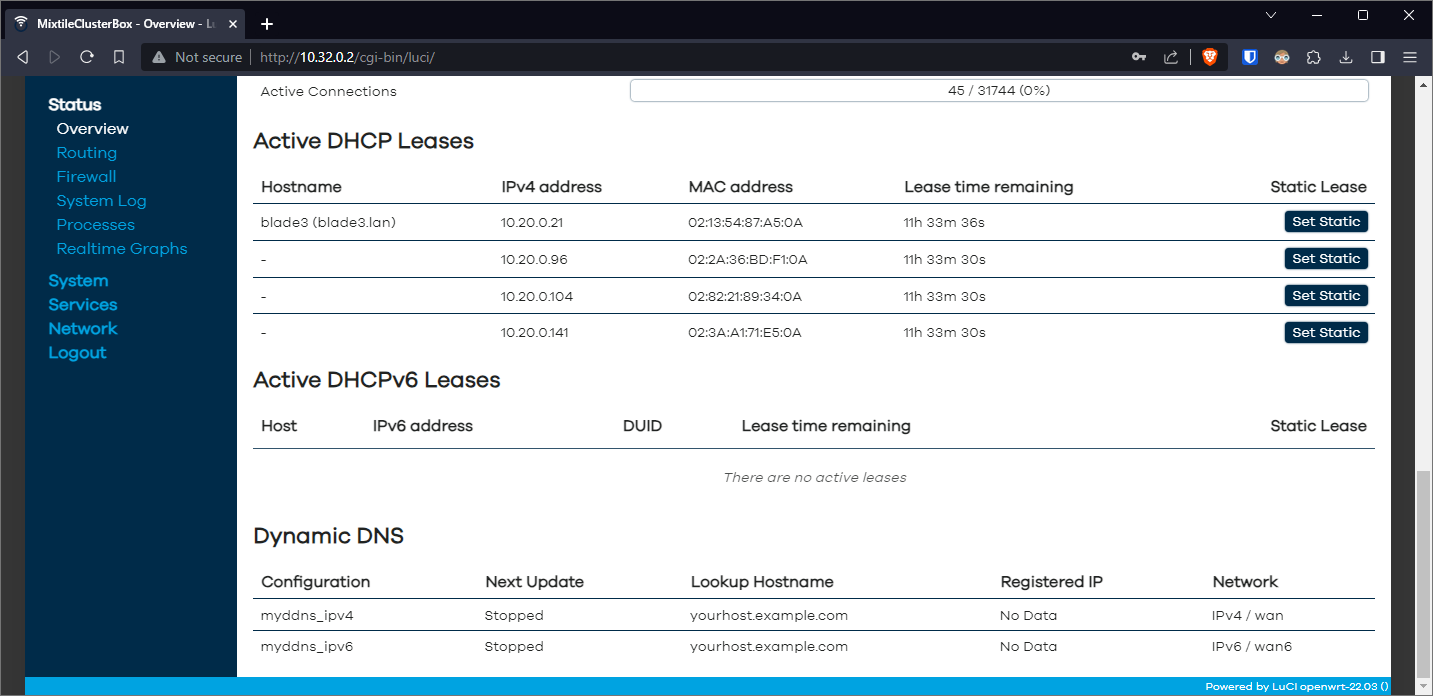 MixtileClusterBox - Overview - Lu
Not secure http://10.32.0.2/cgi-bin/luci/
Status
Overview
Routing
Firewall
System Log
Processes
Realtime Graphs
System
Services
Network
Logout
Active Connections 45 / 31744 (0%)
Active DHCP Leases
Hostname IPv4 address MAC address Lease time remaining Static Lease
blade3 (blade3.lan) 10.20.0.21 02:13:54:87:A5:0A 11h 33m 36s Set Static
- 10.20.0.96 02:2A:36:BD:F1:0A 11h 33m 30s Set Static
- 10.20.0.104 02:82:21:89:34:0A 11h 33m 30s Set Static
- 10.20.0.141 02:3A:A1:71:E5:0A 11h 33m 30s Set Static
Active DHCPv6 Leases
Host IPv6 address DUID Lease time remaining Static Lease
There are no active leases
Dynamic DNS
Configuration Next Update Lookup Hostname Registered IP Network
myddns_ipv4 Stopped yourhost.example.com No Data IPv4 / wan
myddns_ipv6 Stopped yourhost.example.com No Data IPv6 / wan6
Powered by LuCI openwrt-22.03 ()